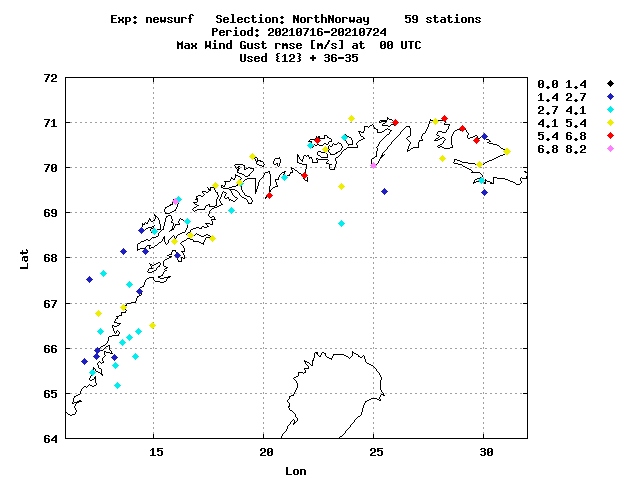 Exp: newsurf Selection: NorthNorway 59 stations
Period: 20210716-20210724
Max Wind Gust rmse [m/s] at 00 UTC
Used {12} + 36-35
72
71
70
69
68
67
66
65
64
Lat
15 20 25 30
Lon
0.0 1.4
1.4 2.7
2.7 4.1
4.1 5.4
5.4 6.8
6.8 8.2